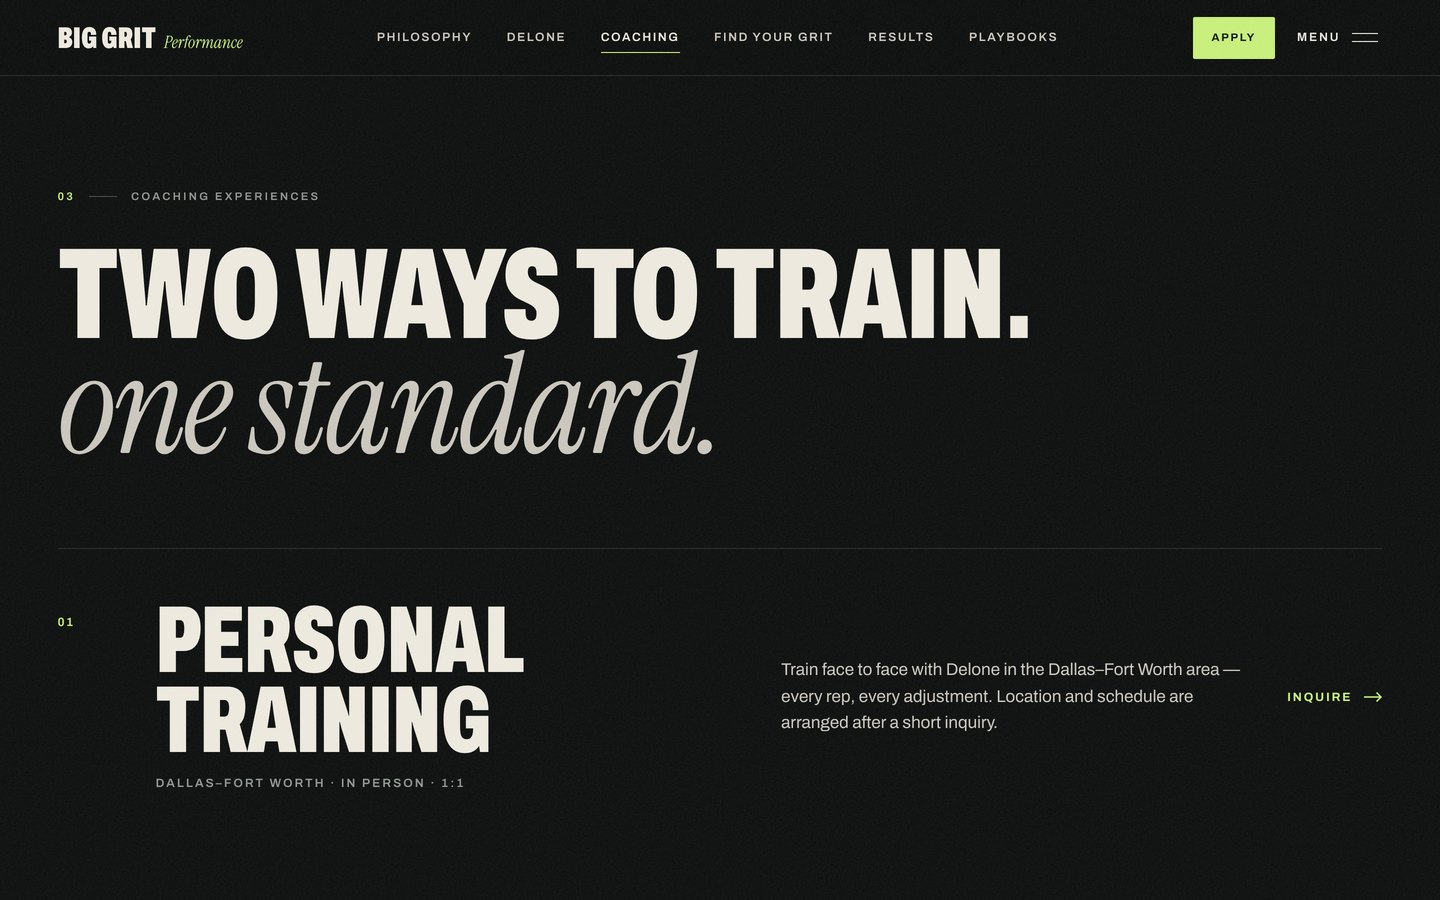 BIG GRIT Performance
PHILOSOPHY
DELONE
COACHING
FIND YOUR GRIT
RESULTS
PLAYBOOKS
APPLY
MENU
03
COACHING EXPERIENCES
TWO WAYS TO TRAIN.
one standard.
01
PERSONAL
TRAINING
DALLAS–FORT WORTH · IN PERSON · 1:1
Train face to face with Delone in the Dallas–Fort Worth area —
every rep, every adjustment. Location and schedule are
arranged after a short inquiry.
INQUIRE